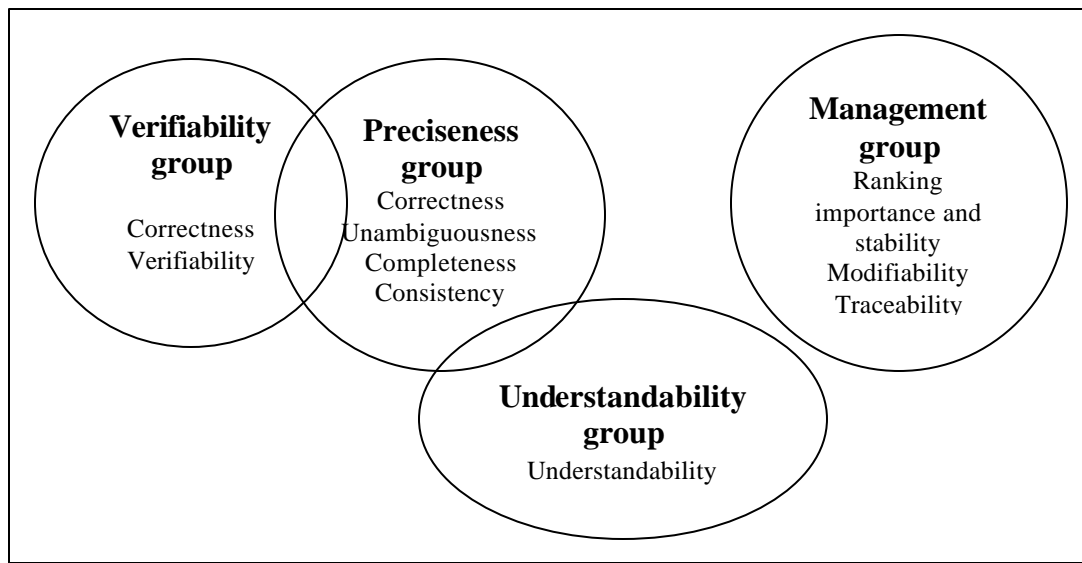 Verifiability
group
Correctness
Verifiability
Preciseness
group
Correctness
Unambiguousness
Completeness
Consistency
Management
group
Ranking
importance and
stability
Modifiability
Traceability
Understandability
group
Understandability